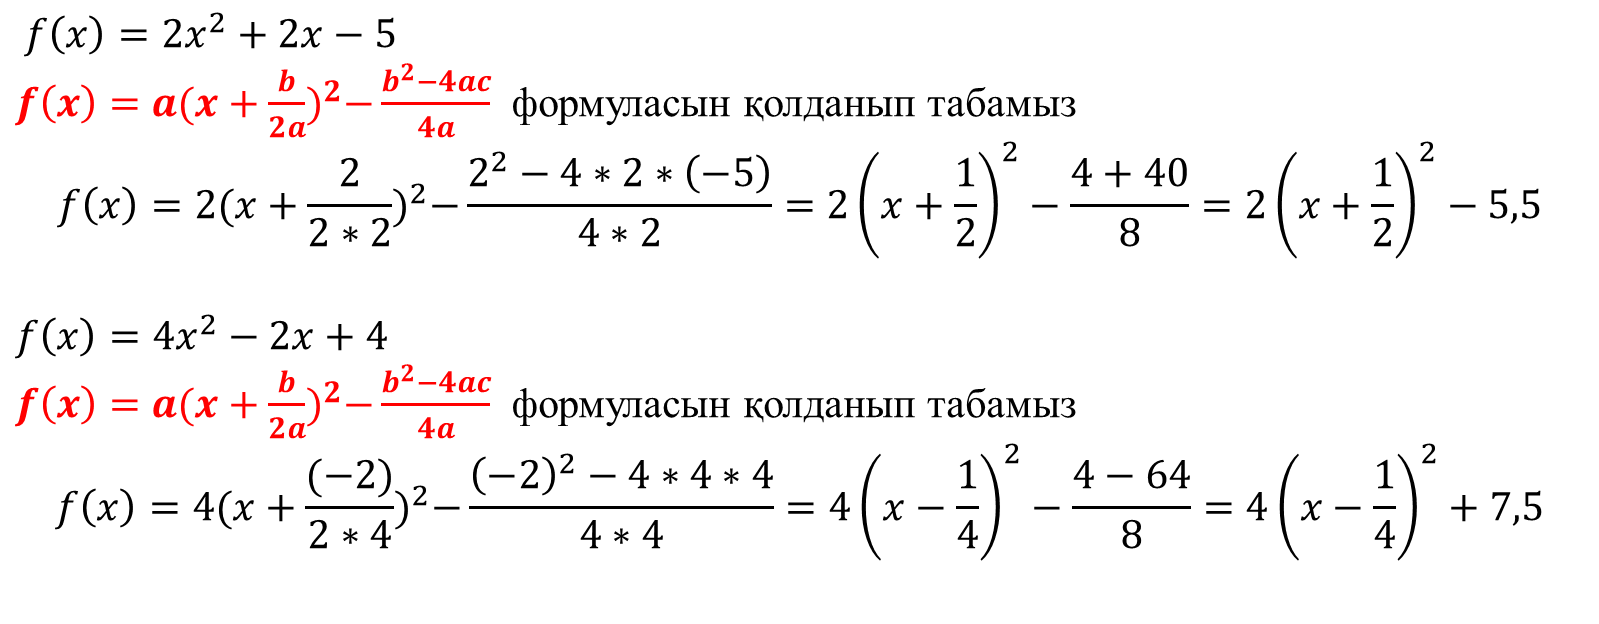 f(x) = 2x² + 2x − 5
f(x) = a(x + b/2a)² − (b²−4ac)/4a формуласын қолданып табамыз
f(x) = 2(x + 2/(2 ∗ 2))² − (2² − 4 ∗ 2 ∗ (−5))/(4 ∗ 2) = 2(x + 1/2)² − (4 + 40)/8 = 2(x + 1/2)² − 5,5
f(x) = 4x² − 2x + 4
f(x) = a(x + b/2a)² − (b²−4ac)/4a формуласын қолданып табамыз
f(x) = 4(x + (−2)/(2 ∗ 4))² − ((−2)² − 4 ∗ 4 ∗ 4)/(4 ∗ 4) = 4(x − 1/4)² − (4 − 64)/8 = 4(x − 1/4)² + 7,5